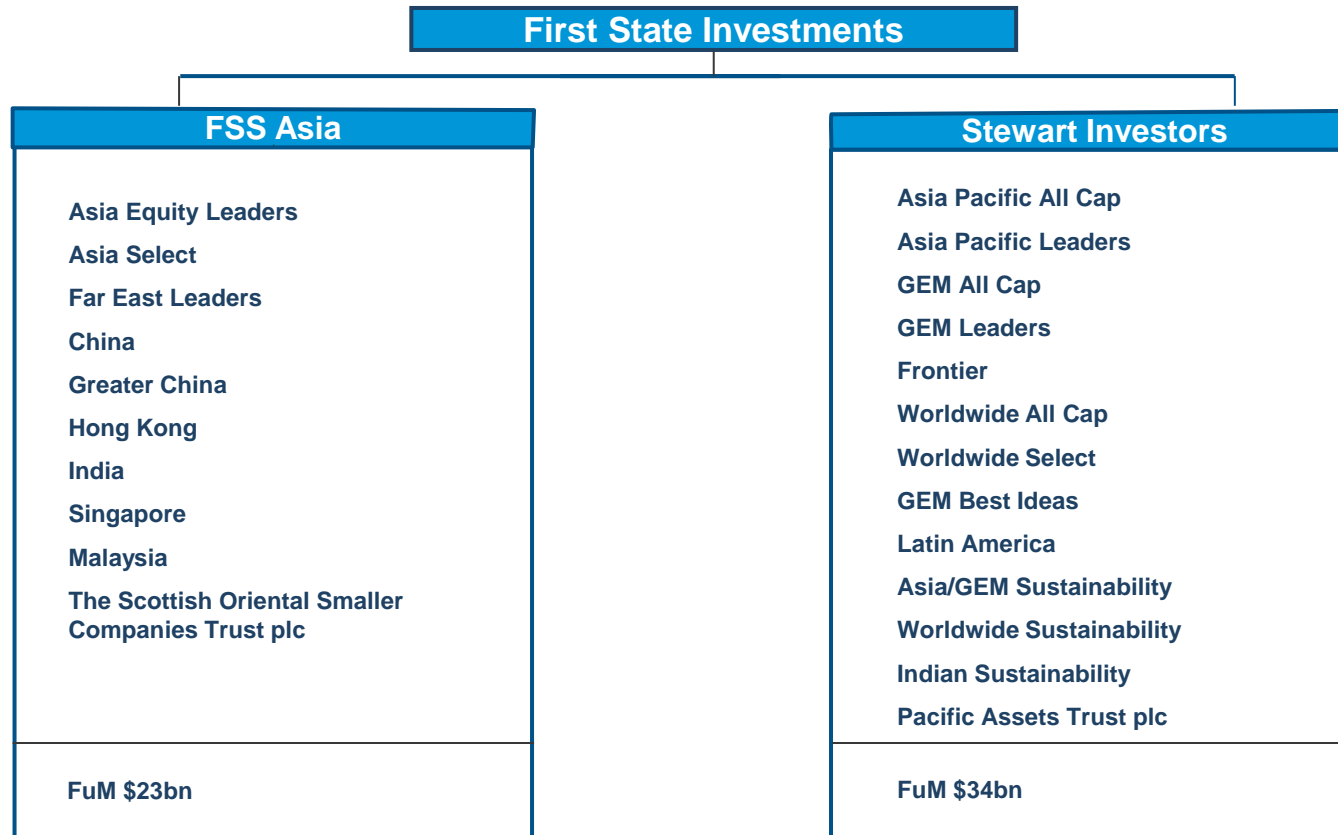 First State Investments
FSS Asia
Asia Equity Leaders
Asia Select
Far East Leaders
China
Greater China
Hong Kong
India
Singapore
Malaysia
The Scottish Oriental Smaller
Companies Trust plc
FuM $23bn
Stewart Investors
Asia Pacific All Cap
Asia Pacific Leaders
GEM All Cap
GEM Leaders
Frontier
Worldwide All Cap
Worldwide Select
GEM Best Ideas
Latin America
Asia/GEM Sustainability
Worldwide Sustainability
Indian Sustainability
Pacific Assets Trust plc
FuM $34bn